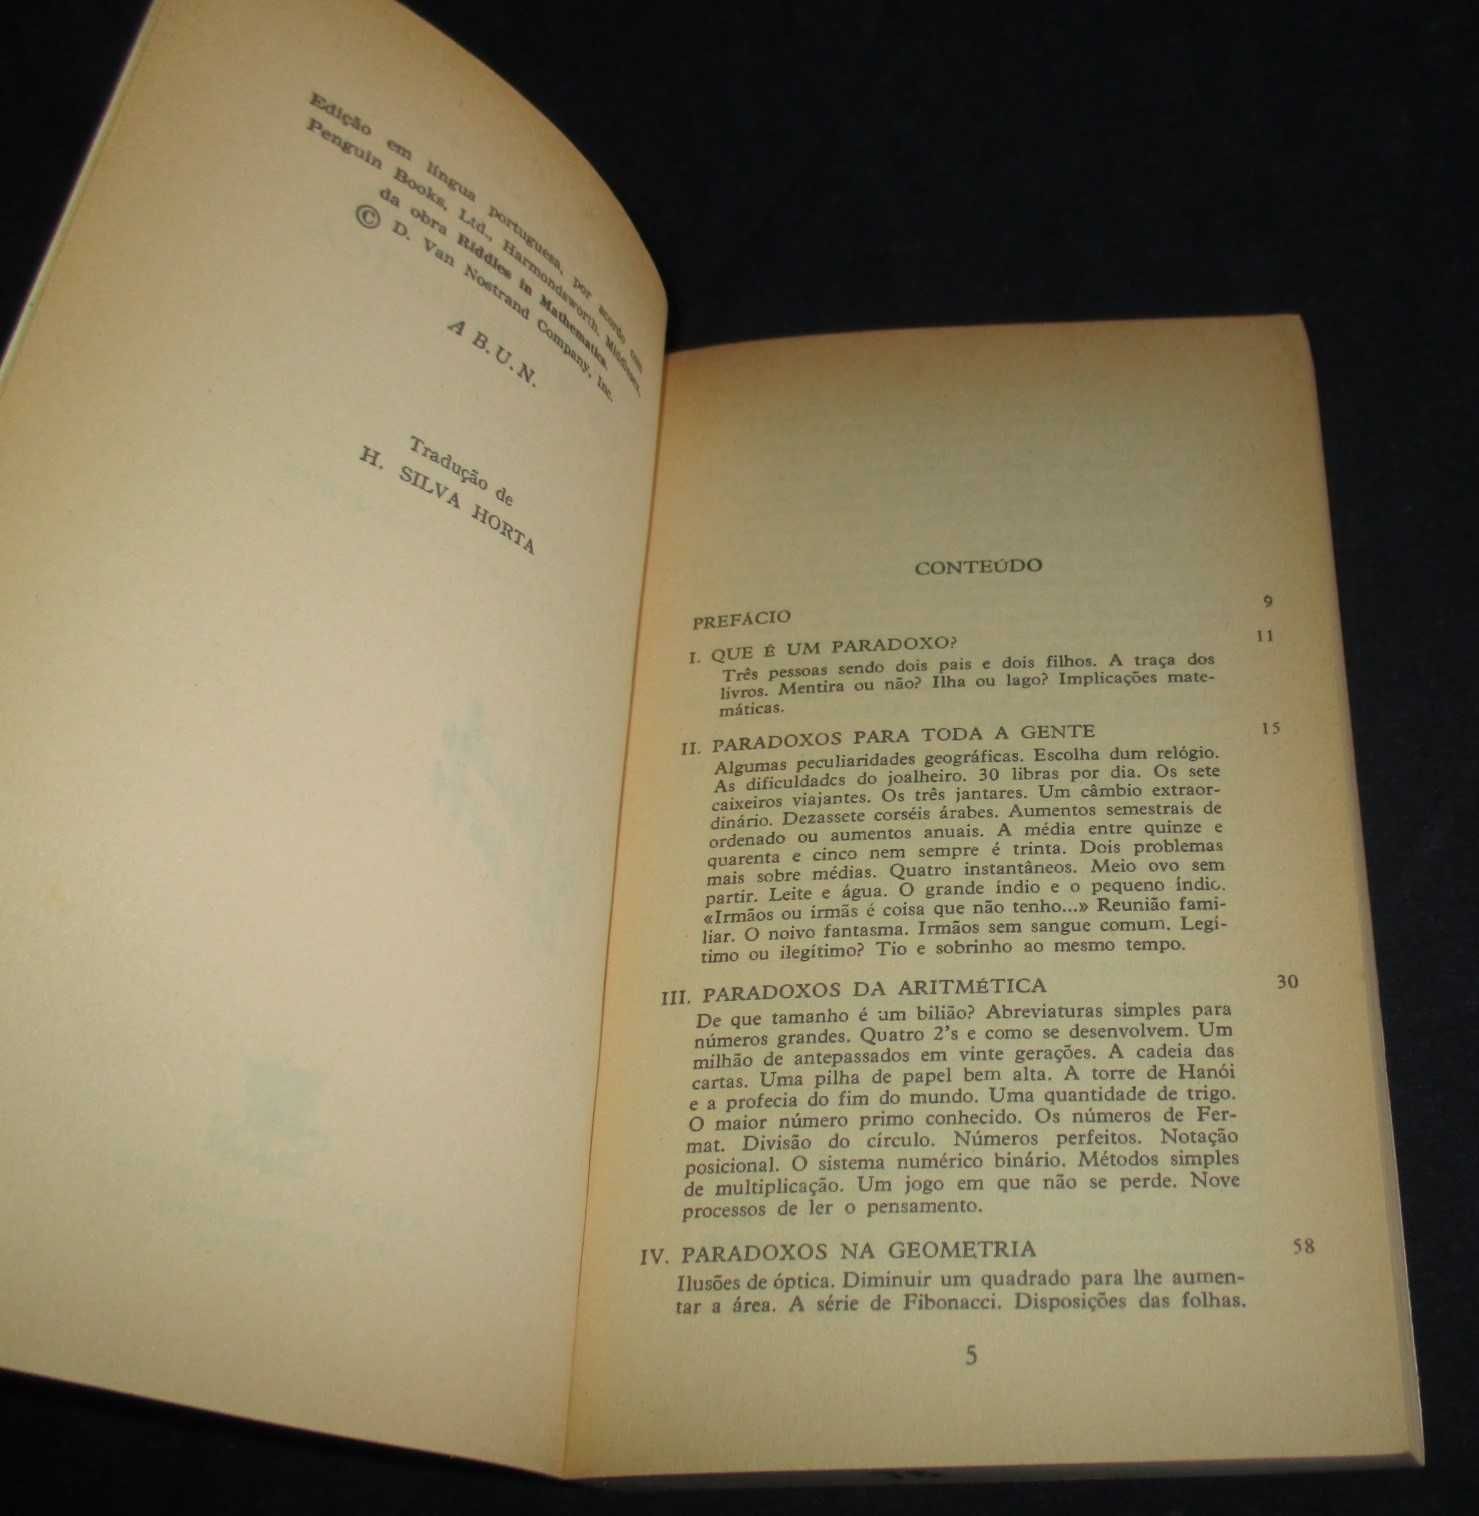 Edição em língua portuguesa, por acordo com
Penguin Books, Ltd., Harmondsworth, Middlesex,
da obra Riddles in Mathematics.
© D. Van Nostrand Company, Inc.
A B.U.N.
Tradução de
H. SILVA HORTA
CONTEÚDO
PREFÁCIO 9
I. QUE É UM PARADOXO? 11
Três pessoas sendo dois pais e dois filhos. A traça dos
livros. Mentira ou não? Ilha ou lago? Implicações mate-
máticas.
II. PARADOXOS PARA TODA A GENTE 15
Algumas peculiaridades geográficas. Escolha dum relógio.
As dificuldades do joalheiro. 30 libras por dia. Os sete
caixeiros viajantes. Os três jantares. Um câmbio extraor-
dinário. Dezassete corséis árabes. Aumentos semestrais de
ordenado ou aumentos anuais. A média entre quinze e
quarenta e cinco nem sempre é trinta. Dois problemas
mais sobre médias. Quatro instantâneos. Meio ovo sem
partir. Leite e água. O grande índio e o pequeno índio.
«Irmãos ou irmãs é coisa que não tenho...» Reunião fami-
liar. O noivo fantasma. Irmãos sem sangue comum. Legí-
timo ou ilegítimo? Tio e sobrinho ao mesmo tempo.
III. PARADOXOS DA ARITMÉTICA 30
De que tamanho é um bilião? Abreviaturas simples para
números grandes. Quatro 2's e como se desenvolvem. Um
milhão de antepassados em vinte gerações. A cadeia das
cartas. Uma pilha de papel bem alta. A torre de Hanói
e a profecia do fim do mundo. Uma quantidade de trigo.
O maior número primo conhecido. Os números de Fer-
mat. Divisão do círculo. Números perfeitos. Notação
posicional. O sistema numérico binário. Métodos simples
de multiplicação. Um jogo em que não se perde. Nove
processos de ler o pensamento.
IV. PARADOXOS NA GEOMETRIA 58
Ilusões de óptica. Diminuir um quadrado para lhe aumen-
tar a área. A série de Fibonacci. Disposições das folhas.
5